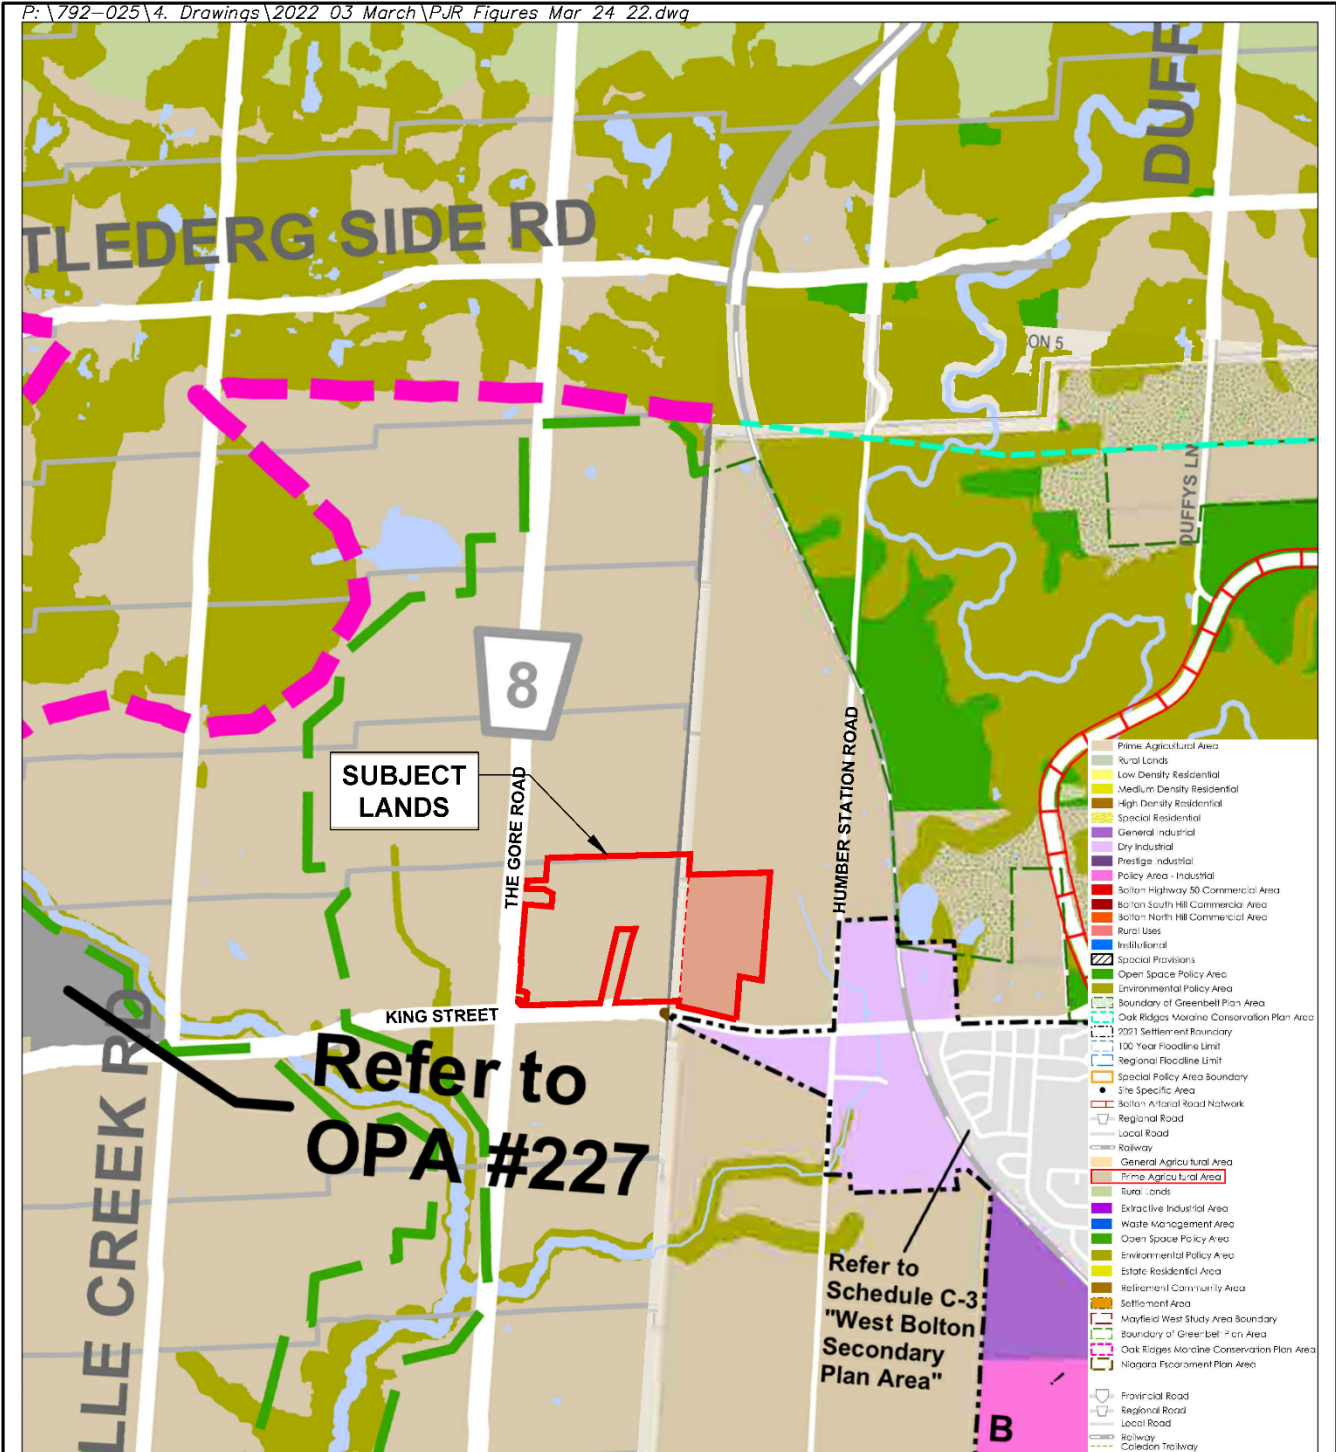 P: \792-025\4. Drawings\2022 03 March\PJR Figures Mar 24 22.dwg
DUFF
TLEDERG SIDE RD
CON 5
DUFFYS LN
8
SUBJECT
LANDS
THE GORE ROAD
HUMBER STATION ROAD
KING STREET
LLE CREEK RD
Refer to
OPA #227
Refer to
Schedule C-3
"West Bolton
Secondary
Plan Area"
B
Prime Agricultural Area
Rural Lands
Low Density Residential
Medium Density Residential
High Density Residential
Special Residential
General Industrial
Dry Industrial
Prestige Industrial
Policy Area - Industrial
Bolton Highway 50 Commercial Area
Bolton South Hill Commercial Area
Bolton North Hill Commercial Area
Rural Uses
Institutional
Special Provisions
Open Space Policy Area
Environmental Policy Area
Boundary of Greenbelt Plan Area
Oak Ridges Moraine Conservation Plan Area
2021 Settlement Boundary
100 Year Floodline Limit
Regional Floodline Limit
Special Policy Area Boundary
Site Specific Area
Bolton Arterial Road Network
Regional Road
Local Road
Railway
General Agricultural Area
Prime Agricultural Area
Rural Lands
Extractive Industrial Area
Waste Management Area
Open Space Policy Area
Environmental Policy Area
Estate Residential Area
Retirement Community Area
Settlement Area
Mayfield West Study Area Boundary
Boundary of Greenbelt Plan Area
Oak Ridges Moraine Conservation Plan Area
Niagara Escarpment Plan Area
Provincial Road
Regional Road
Local Road
Railway
Caledon Trailway